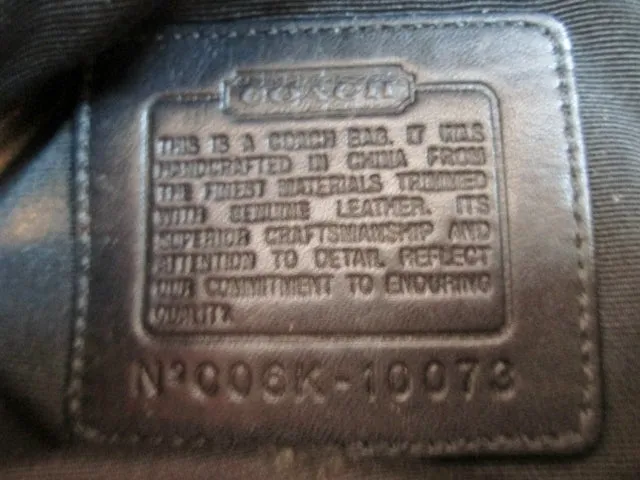 COACH
THIS IS A COACH BAG. IT WAS
HANDCRAFTED IN CHINA FROM
THE FINEST MATERIALS TRIMMED
WITH GENUINE LEATHER. ITS
SUPERIOR CRAFTSMANSHIP AND
ATTENTION TO DETAIL REFLECT
OUR COMMITMENT TO ENDURING
QUALITY.
Nº006K-10073